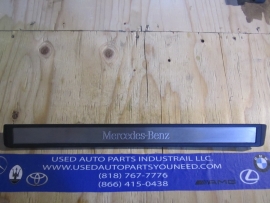 Mercedes-Benz
USED AUTO PARTS INDUSTRAIL LLC,
WWW.USEDAUTOPARTSYOUNEED.COM
(818) 767-7776
(866) 415-0438